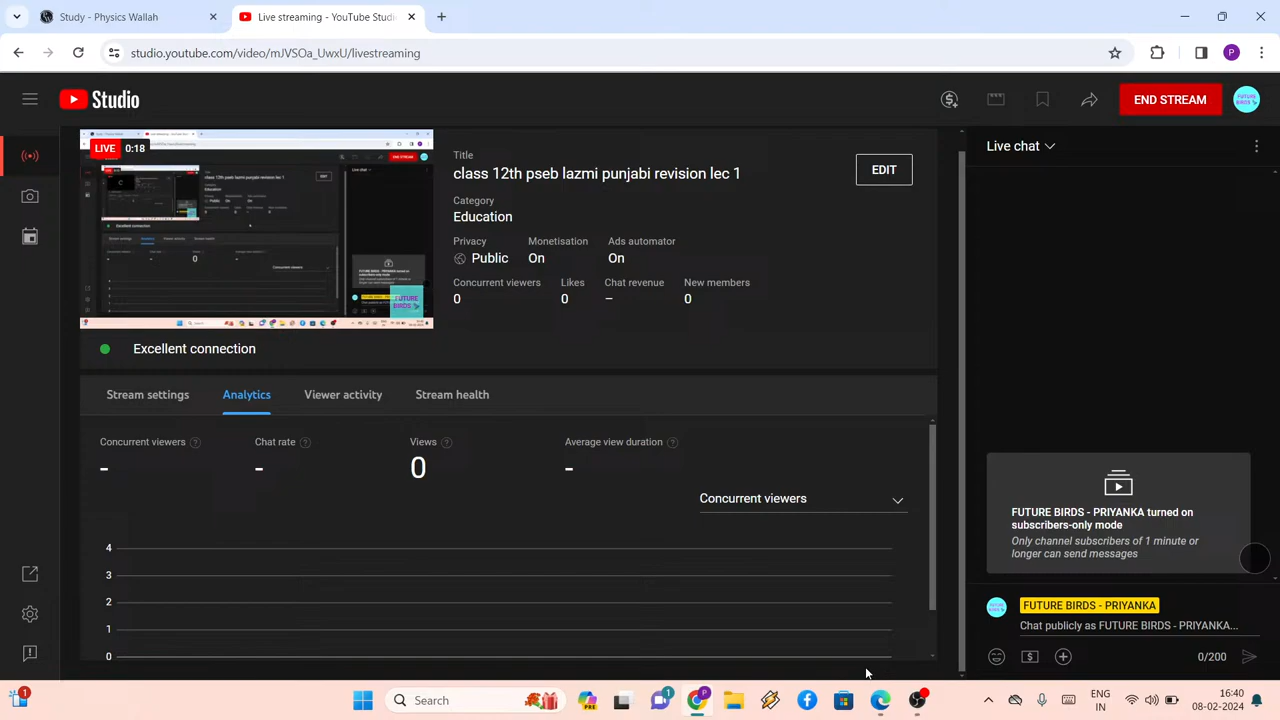 Study - Physics Wallah
Live streaming - YouTube Studi
studio.youtube.com/video/mJVSOa_UwxU/livestreaming
P
Studio
END STREAM
FUTURE BIRDS
LIVE 0:18
Title
class 12th pseb lazmi punjabi revision lec 1
EDIT
Category
Education
Privacy Monetisation Ads automator
Public On On
Concurrent viewers Likes Chat revenue New members
0 0 – 0
Excellent connection
Live chat
Stream settings Analytics Viewer activity Stream health
Concurrent viewers Chat rate Views Average view duration
- - 0 -
Concurrent viewers
4
3
2
1
0
FUTURE BIRDS - PRIYANKA turned on
subscribers-only mode
Only channel subscribers of 1 minute or
longer can send messages
FUTURE BIRDS - PRIYANKA
Chat publicly as FUTURE BIRDS - PRIYANKA...
0/200
1
Search
PRE
1
P
ENG
IN
16:40
08-02-2024